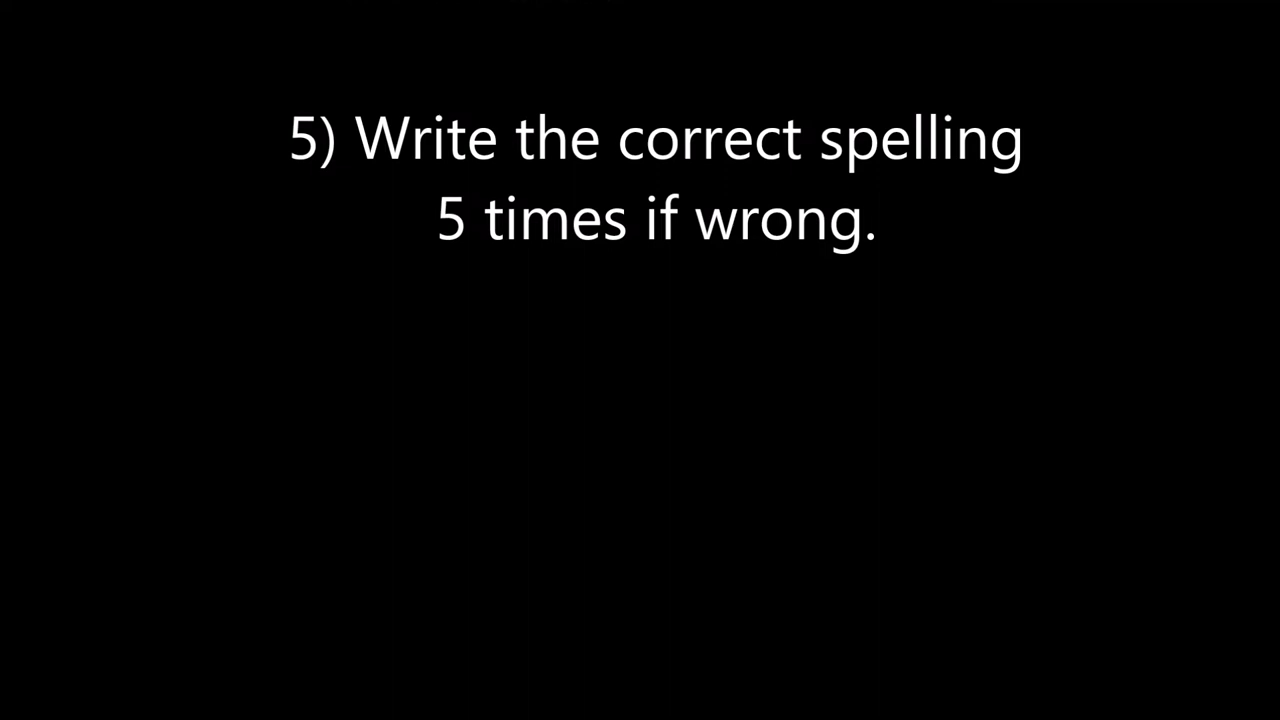 5) Write the correct spelling
5 times if wrong.